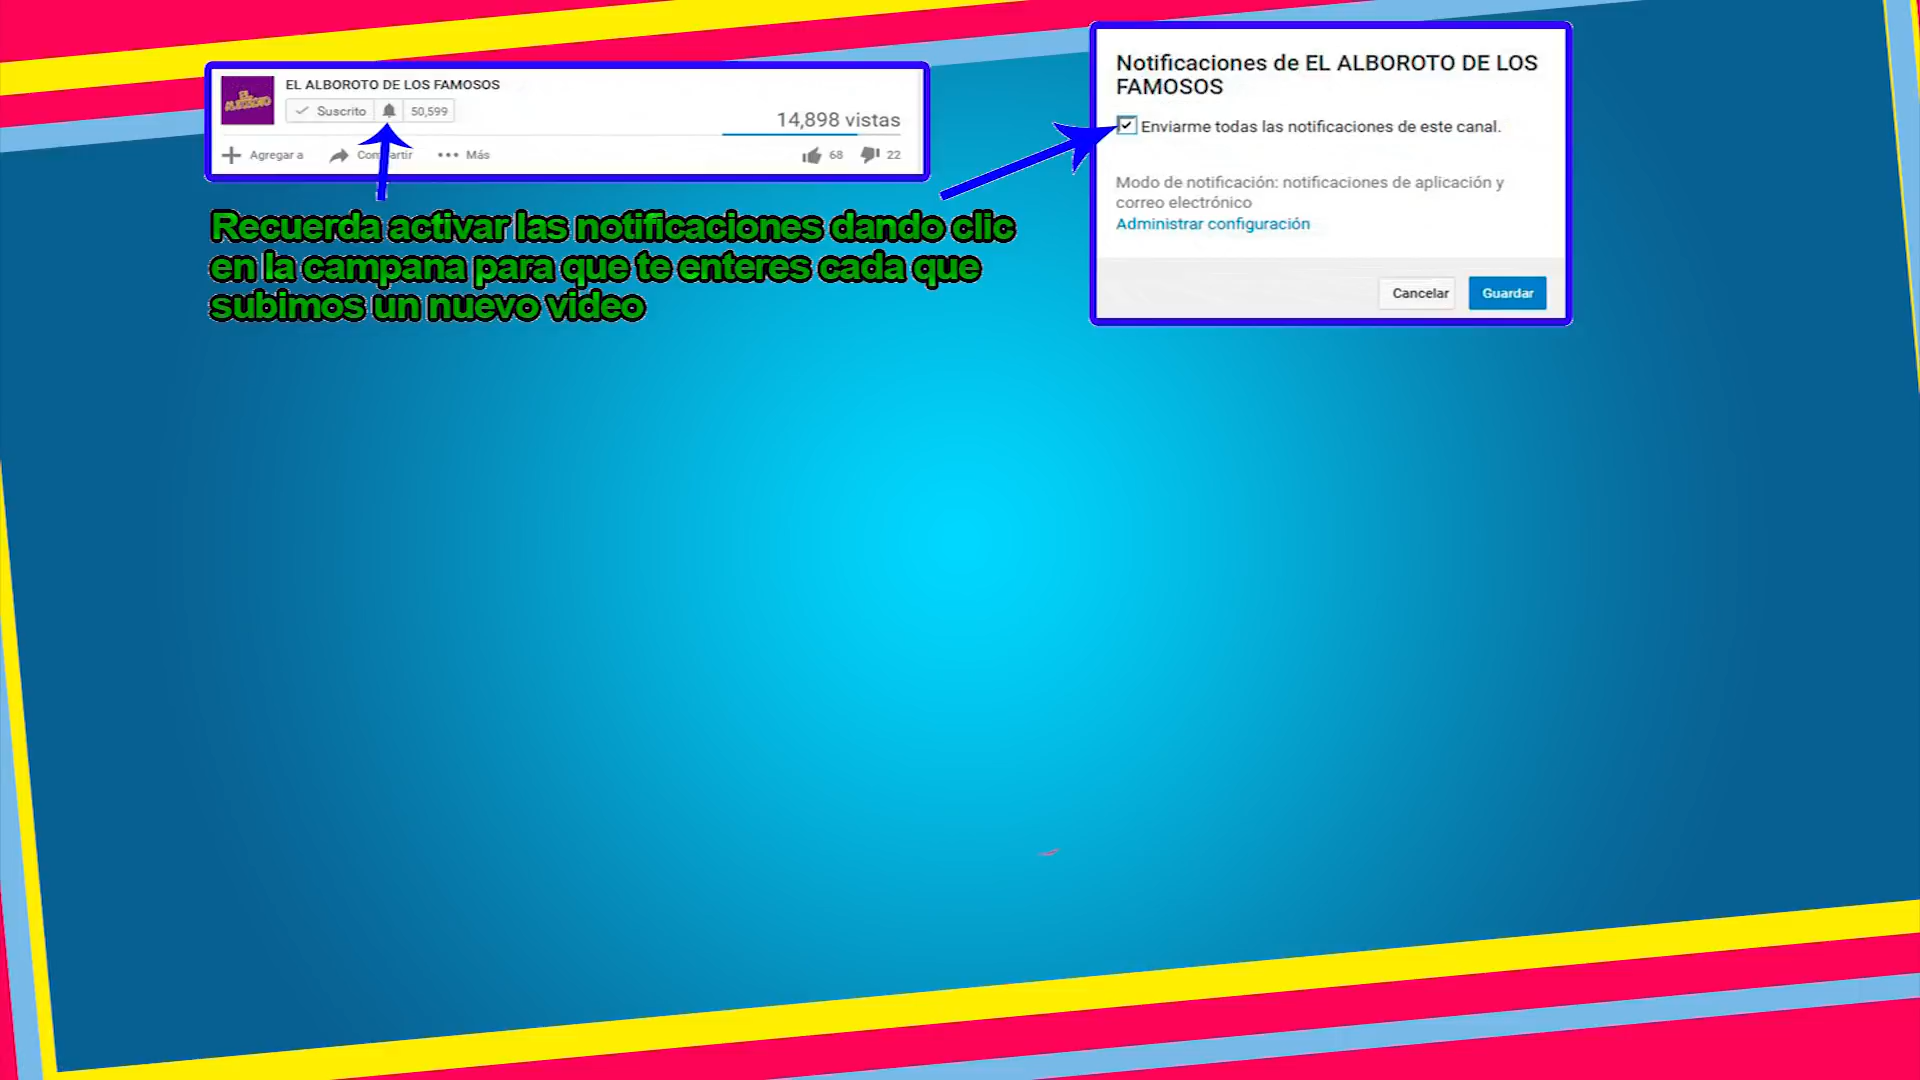 EL ALBOROTO DE LOS FAMOSOS
EL ALBOROTO
Suscrito 50,599
14,898 vistas
Agregar a Compartir Más 68 22
Recuerda activar las notificaciones dando clic
en la campana para que te enteres cada que
subimos un nuevo video
Notificaciones de EL ALBOROTO DE LOS
FAMOSOS
Enviarme todas las notificaciones de este canal.
Modo de notificación: notificaciones de aplicación y
correo electrónico
Administrar configuración
Cancelar Guardar